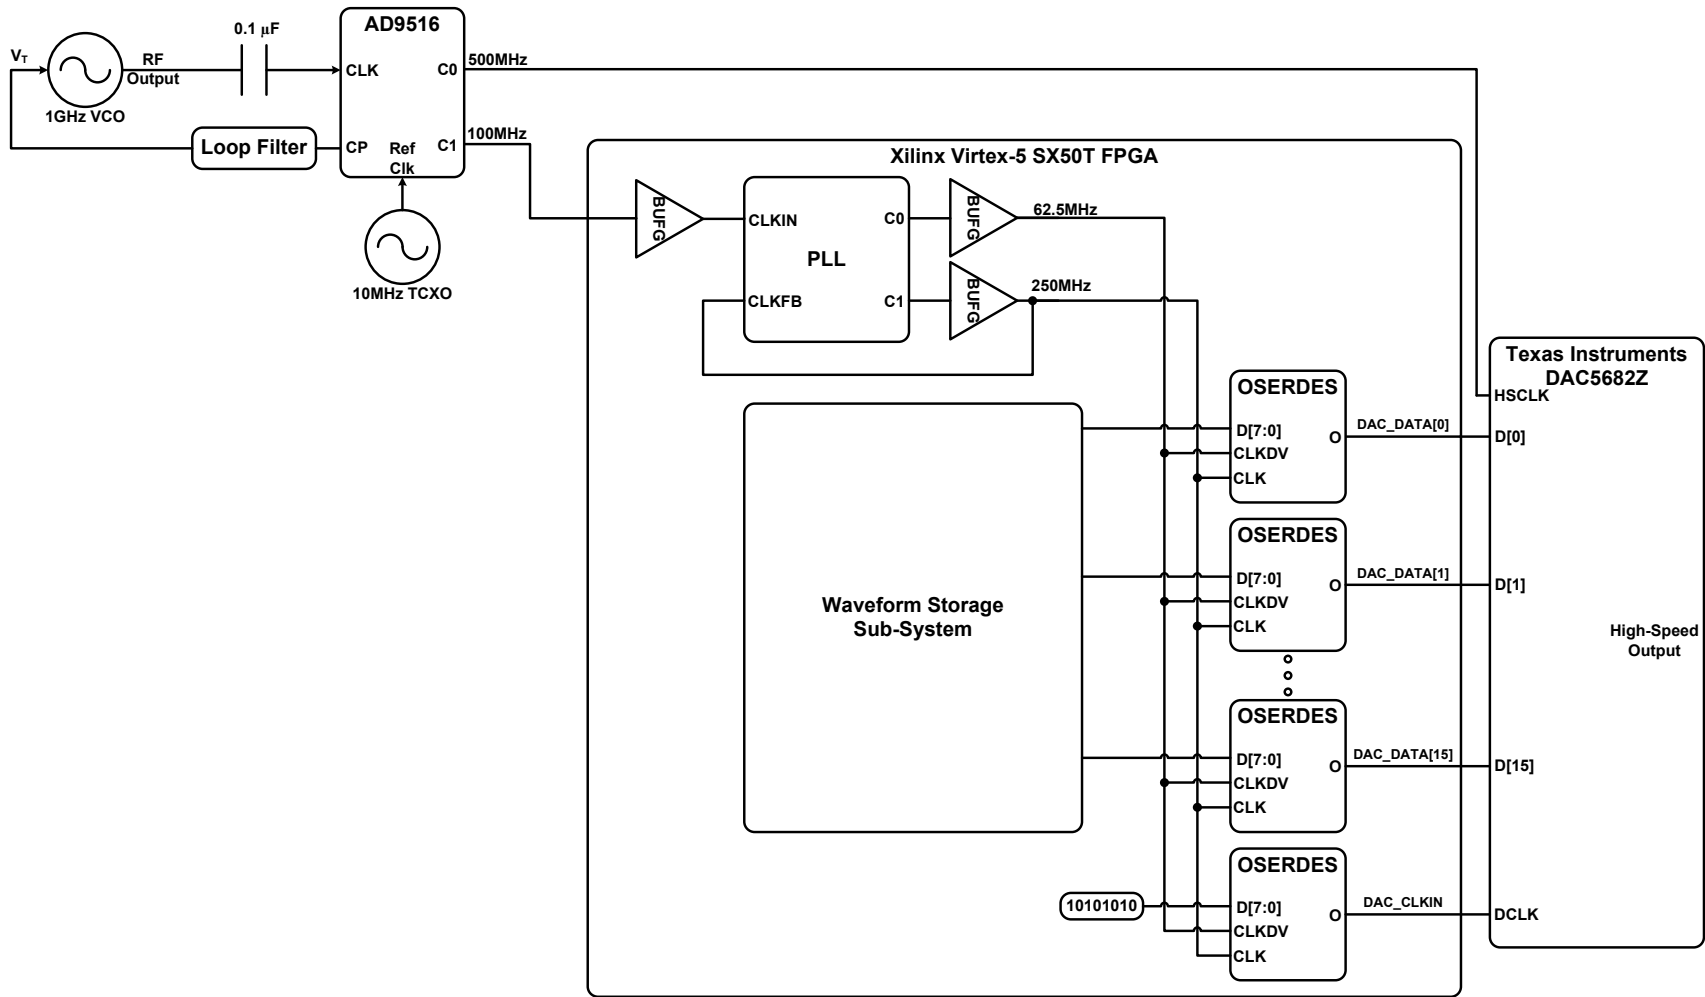 AD9516
0.1 µF
V_T
RF
Output
1GHz VCO
CLK
C0
500MHz
Loop Filter
CP
Ref
Clk
C1
100MHz
10MHz TCXO
Xilinx Virtex-5 SX50T FPGA
BUFG
CLKIN
C0
BUFG
62.5MHz
PLL
CLKFB
C1
BUFG
250MHz
Texas Instruments
DAC5682Z
HSCLK
OSERDES
D[7:0]
CLKDV
CLK
O
DAC_DATA[0]
D[0]
OSERDES
D[7:0]
CLKDV
CLK
O
DAC_DATA[1]
D[1]
Waveform Storage
Sub-System
High-Speed
Output
OSERDES
D[7:0]
CLKDV
CLK
O
DAC_DATA[15]
D[15]
OSERDES
10101010
D[7:0]
CLKDV
CLK
O
DAC_CLKIN
DCLK